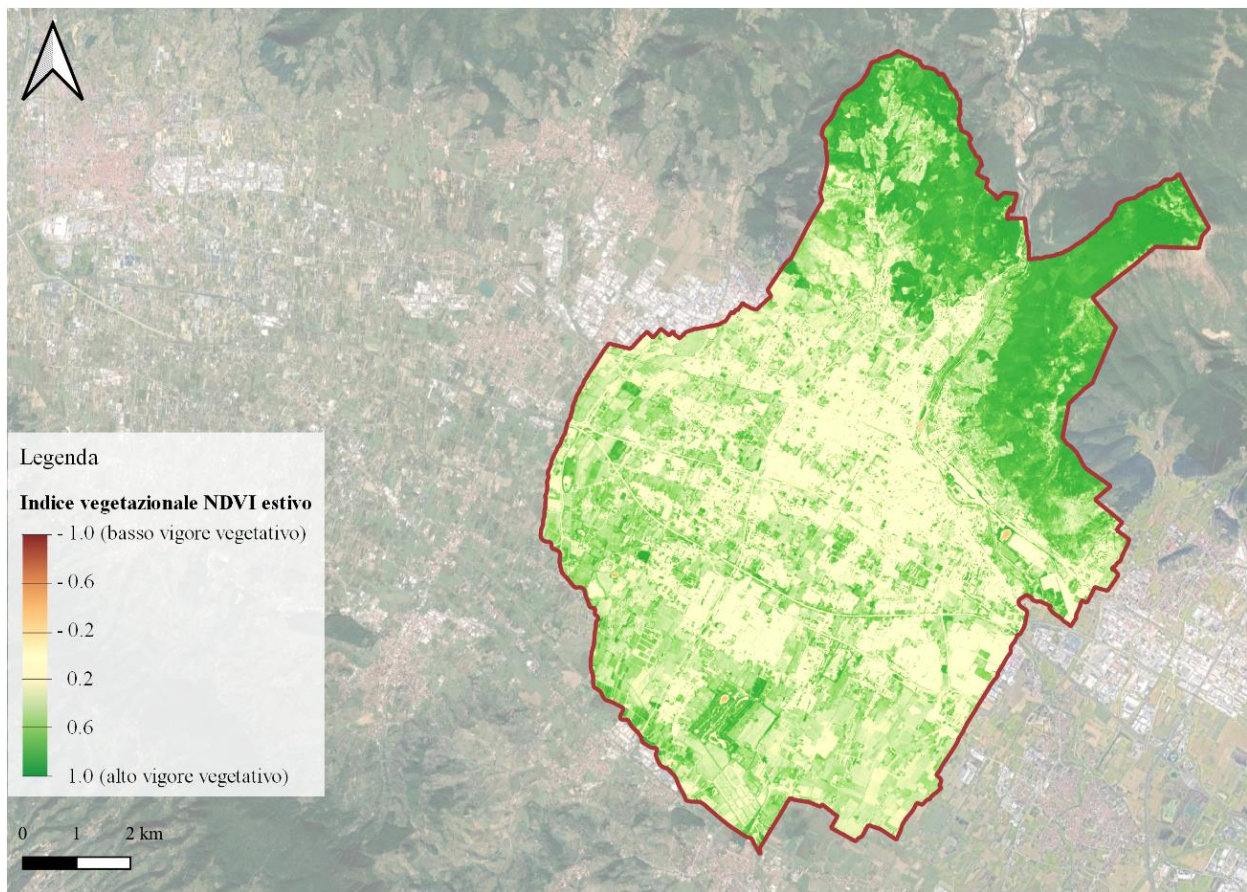 Legenda
Indice vegetazionale NDVI estivo
- 1.0 (basso vigore vegetativo)
- 0.6
- 0.2
0.2
0.6
1.0 (alto vigore vegetativo)
0 1 2 km